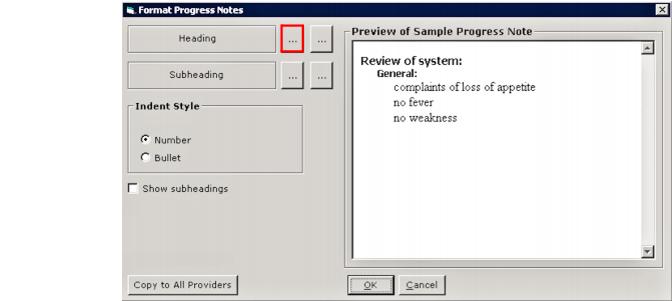 Format Progress Notes
Heading
... ...
Subheading
... ...
Indent Style
Number
Bullet
Show subheadings
Copy to All Providers
Preview of Sample Progress Note
Review of system:
General:
complaints of loss of appetite
no fever
no weakness
OK Cancel